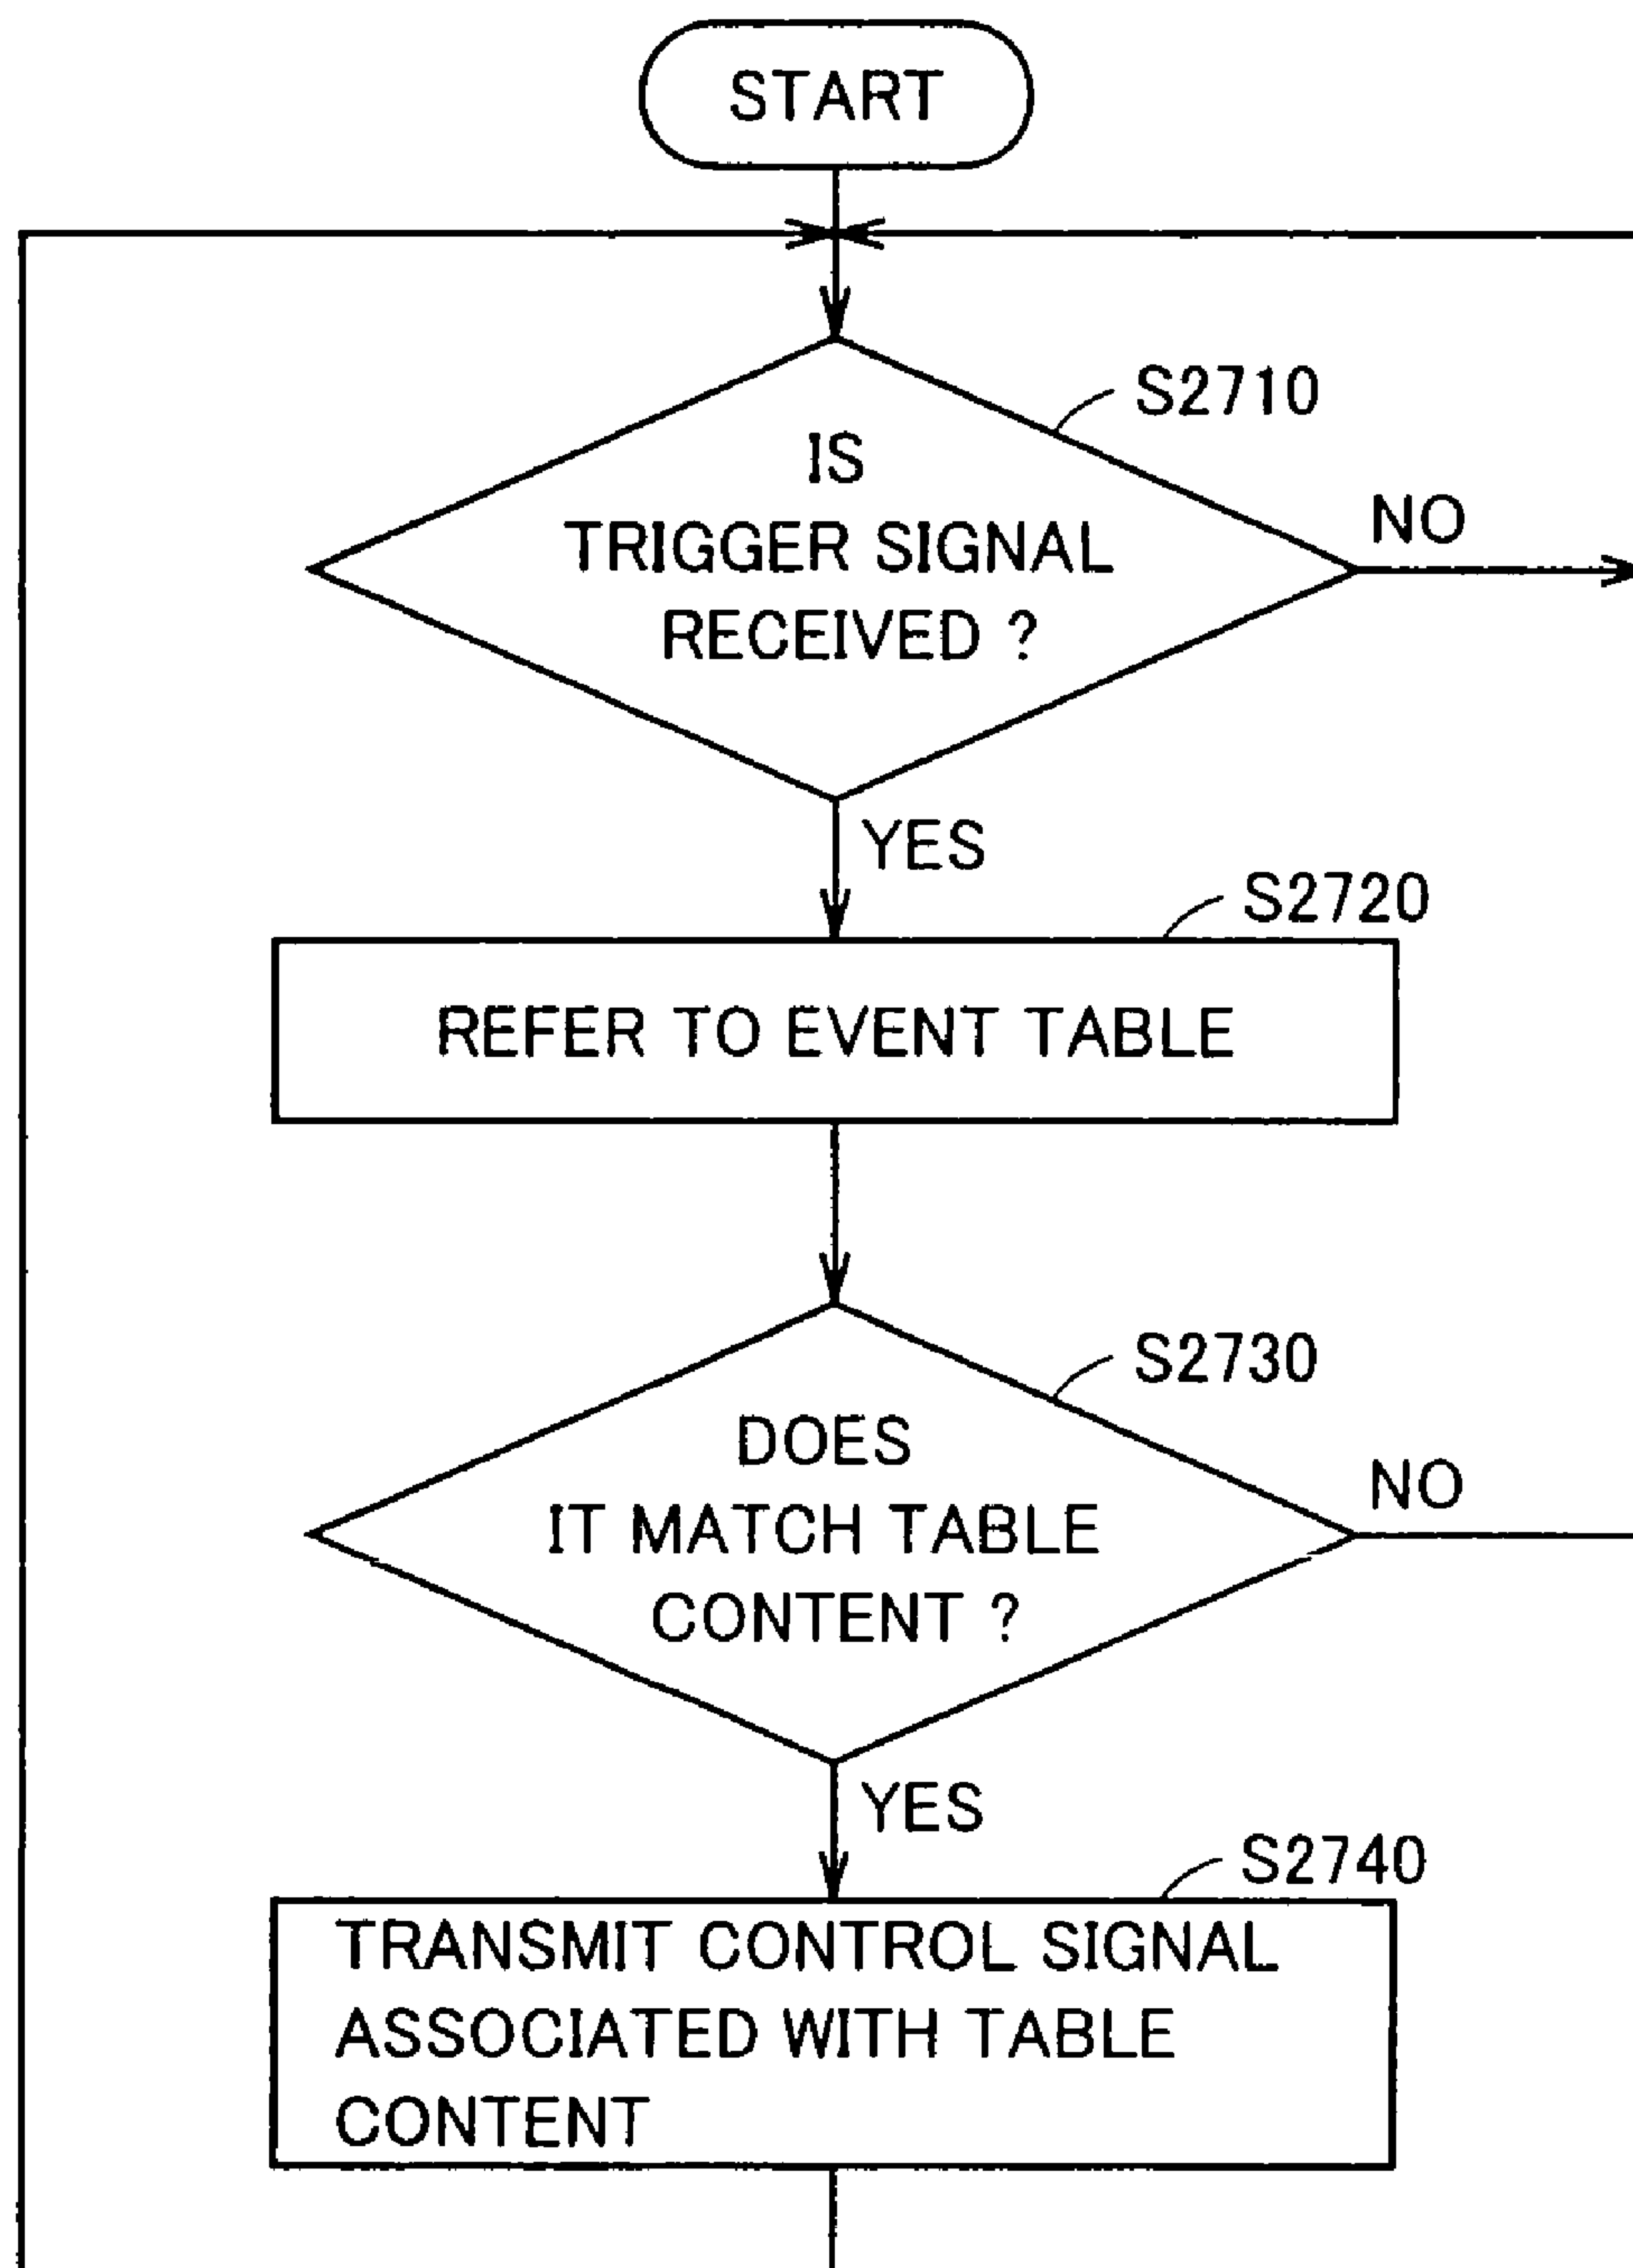 START
S2710
IS
TRIGGER SIGNAL
RECEIVED ?
NO
YES
S2720
REFER TO EVENT TABLE
S2730
DOES
IT MATCH TABLE
CONTENT ?
NO
YES
S2740
TRANSMIT CONTROL SIGNAL
ASSOCIATED WITH TABLE
CONTENT